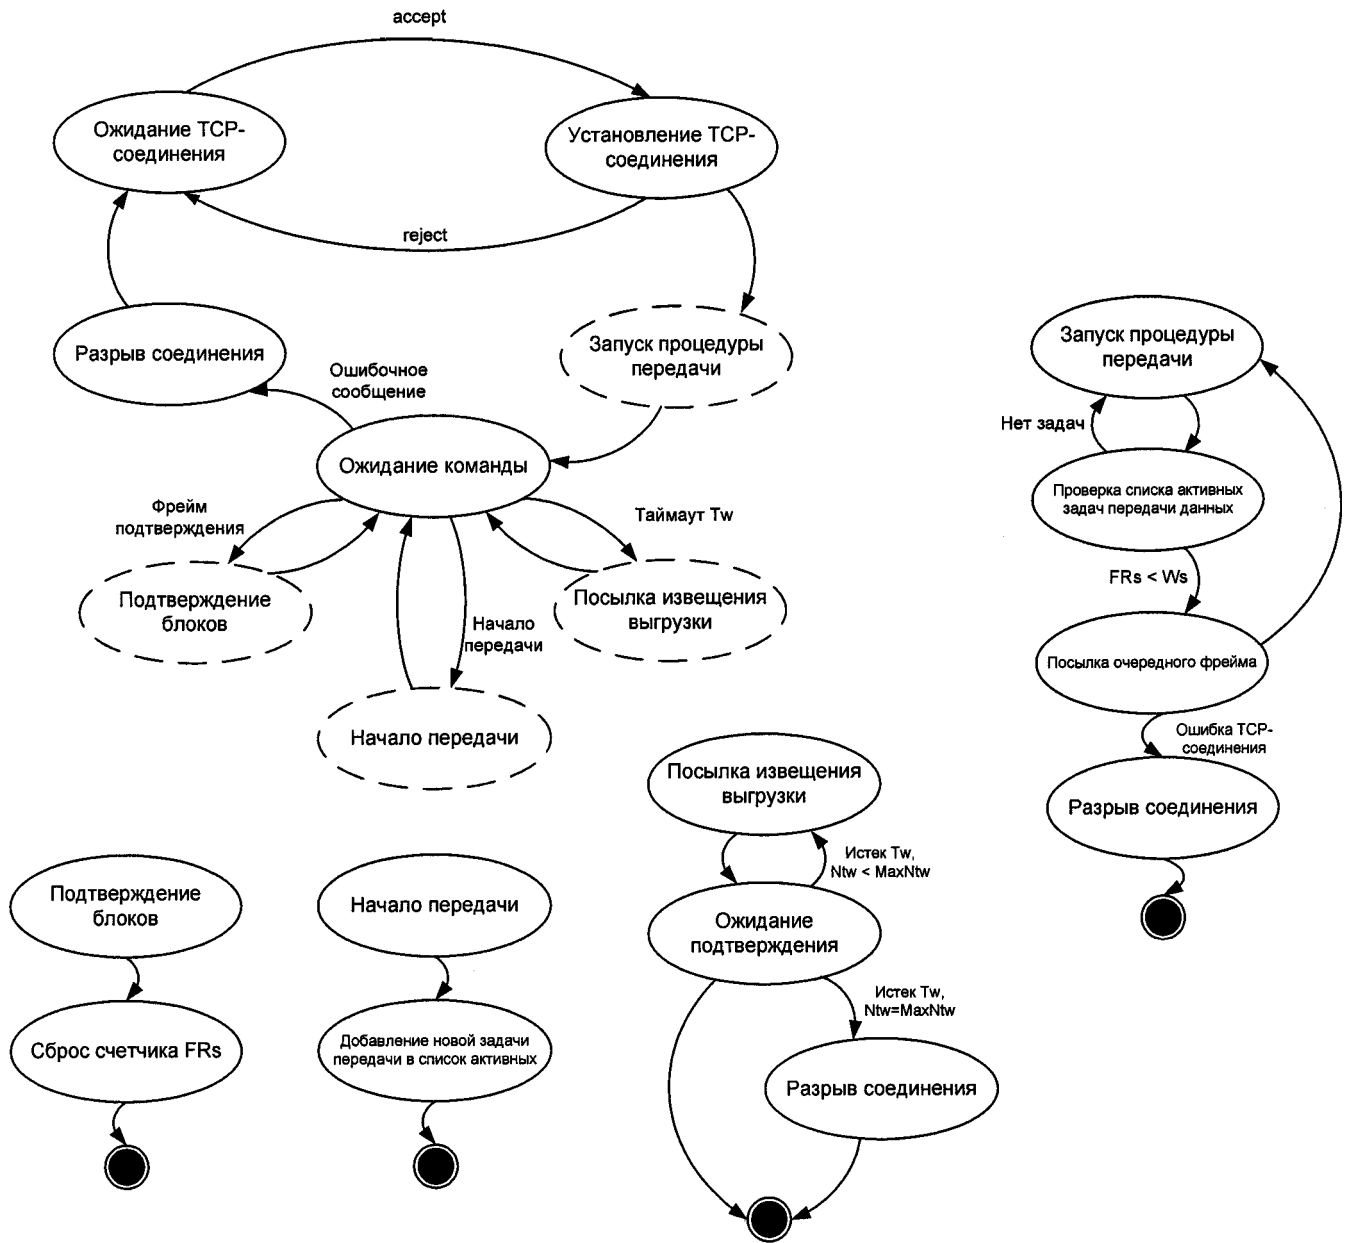 accept
Ожидание TCP-
соединения
Установление TCP-
соединения
reject
Разрыв соединения
Ошибочное
сообщение
Запуск процедуры
передачи
Ожидание команды
Фрейм
подтверждения
Таймаут Tw
Подтверждение
блоков
Посылка извещения
выгрузки
Начало
передачи
Начало передачи
Запуск процедуры
передачи
Нет задач
Проверка списка активных
задач передачи данных
FRs < Ws
Посылка очередного фрейма
Ошибка TCP-
соединения
Разрыв соединения
Посылка извещения
выгрузки
Истек Tw,
Ntw < MaxNtw
Ожидание
подтверждения
Истек Tw,
Ntw=MaxNtw
Разрыв соединения
Подтверждение
блоков
Сброс счетчика FRs
Начало передачи
Добавление новой задачи
передачи в список активных